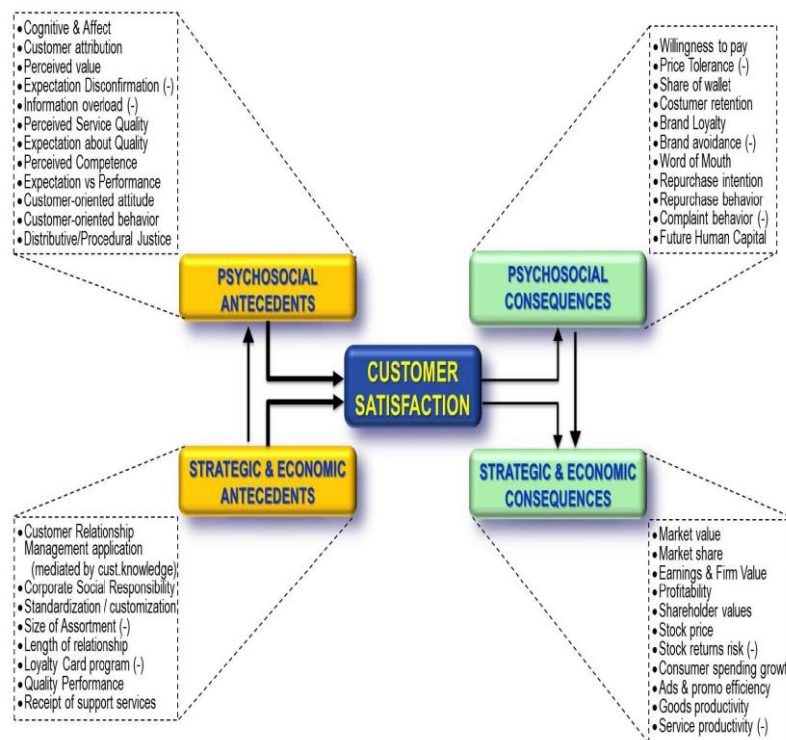 • Cognitive & Affect
• Customer attribution
• Perceived value
• Expectation Disconfirmation (-)
• Information overload (-)
• Perceived Service Quality
• Expectation about Quality
• Perceived Competence
• Expectation vs Performance
• Customer-oriented attitude
• Customer-oriented behavior
• Distributive/Procedural Justice
• Willingness to pay
• Price Tolerance (-)
• Share of wallet
• Costumer retention
• Brand Loyalty
• Brand avoidance (-)
• Word of Mouth
• Repurchase intention
• Repurchase behavior
• Complaint behavior (-)
• Future Human Capital
PSYCHOSOCIAL
ANTECEDENTS
PSYCHOSOCIAL
CONSEQUENCES
CUSTOMER
SATISFACTION
STRATEGIC & ECONOMIC
ANTECEDENTS
STRATEGIC & ECONOMIC
CONSEQUENCES
• Customer Relationship
Management application
(mediated by cust.knowledge)
• Corporate Social Responsibility
• Standardization / customization
• Size of Assortment (-)
• Length of relationship
• Loyalty Card program (-)
• Quality Performance
• Receipt of support services
• Market value
• Market share
• Earnings & Firm Value
• Profitability
• Shareholder values
• Stock price
• Stock returns risk (-)
• Consumer spending growth
• Ads & promo efficiency
• Goods productivity
• Service productivity (-)